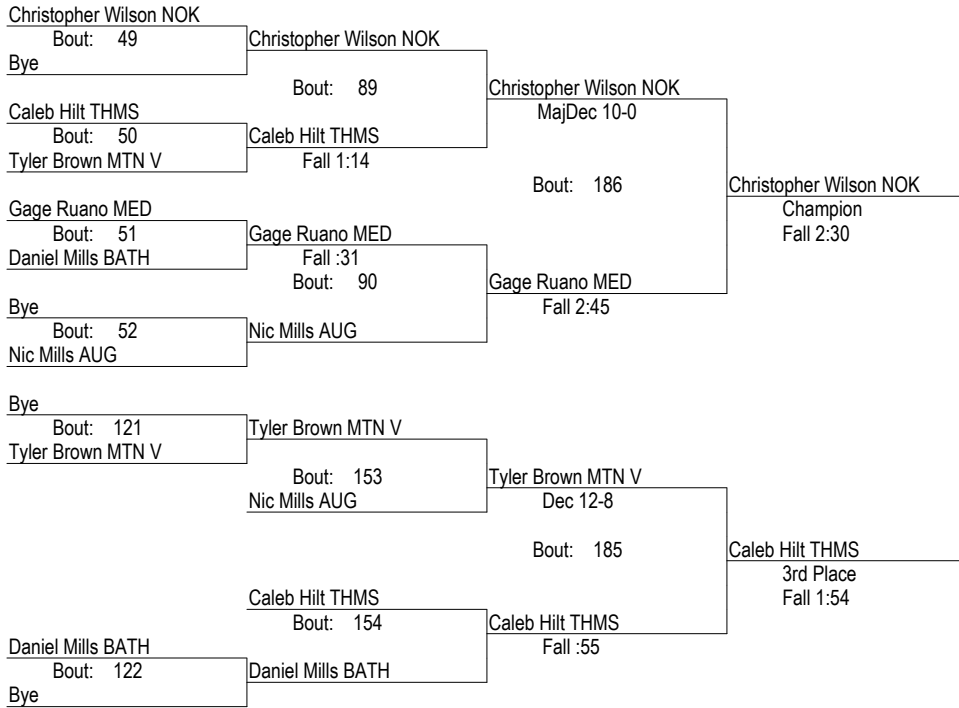 Christopher Wilson NOK
Bout: 49
Christopher Wilson NOK
Bye
Bout: 89
Christopher Wilson NOK
Caleb Hilt THMS
MajDec 10-0
Bout: 50
Caleb Hilt THMS
Tyler Brown MTN V
Fall 1:14
Bout: 186
Christopher Wilson NOK
Gage Ruano MED
Champion
Bout: 51
Gage Ruano MED
Fall 2:30
Daniel Mills BATH
Fall :31
Bout: 90
Gage Ruano MED
Bye
Fall 2:45
Bout: 52
Nic Mills AUG
Nic Mills AUG
Bye
Bout: 121
Tyler Brown MTN V
Tyler Brown MTN V
Bout: 153
Tyler Brown MTN V
Nic Mills AUG
Dec 12-8
Bout: 185
Caleb Hilt THMS
3rd Place
Caleb Hilt THMS
Fall 1:54
Bout: 154
Caleb Hilt THMS
Daniel Mills BATH
Fall :55
Bout: 122
Daniel Mills BATH
Bye